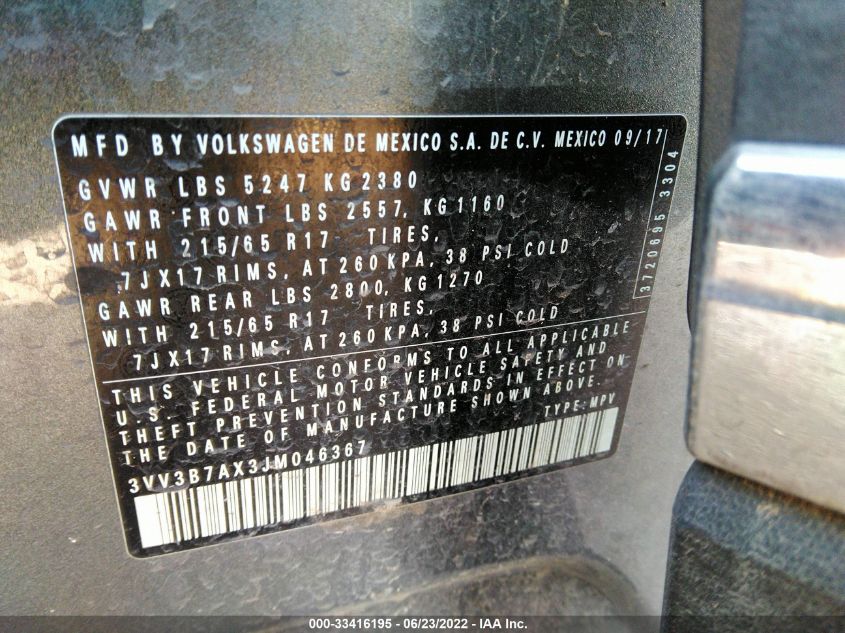 MFD BY VOLKSWAGEN DE MEXICO S.A. DE C.V. MEXICO 09/17
GVWR LBS 5247 KG 2380
GAWR FRONT LBS 2557, KG 1160
WITH 215/65 R17 TIRES,
7JX17 RIMS, AT 260 KPA, 38 PSI COLD
GAWR REAR LBS 2800, KG 1270
WITH 215/65 R17 TIRES,
7JX17 RIMS, AT 260 KPA, 38 PSI COLD
3720695 3304
THIS VEHICLE CONFORMS TO ALL APPLICABLE
U.S. FEDERAL MOTOR VEHICLE SAFETY AND
THEFT PREVENTION STANDARDS IN EFFECT ON
THE DATE OF MANUFACTURE SHOWN ABOVE.
3VV3B7AX3JM046367 TYPE: MPV
000-33416195 - 06/23/2022 - IAA Inc.